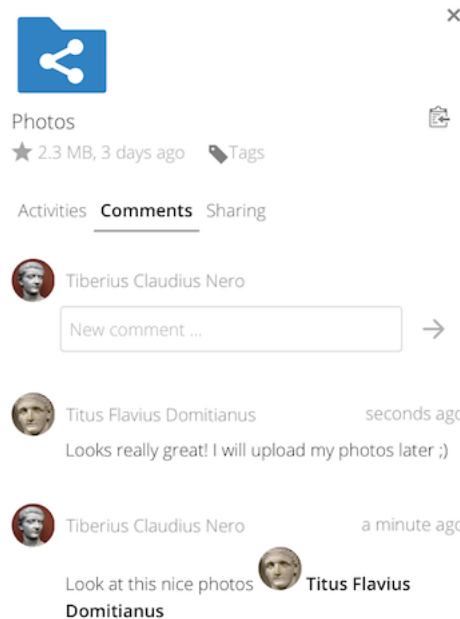 Photos
2.3 MB, 3 days ago Tags
Activities Comments Sharing
Tiberius Claudius Nero
New comment ...
Titus Flavius Domitianus seconds ago
Looks really great! I will upload my photos later ;)
Tiberius Claudius Nero a minute ago
Look at this nice photos Titus Flavius
Domitianus